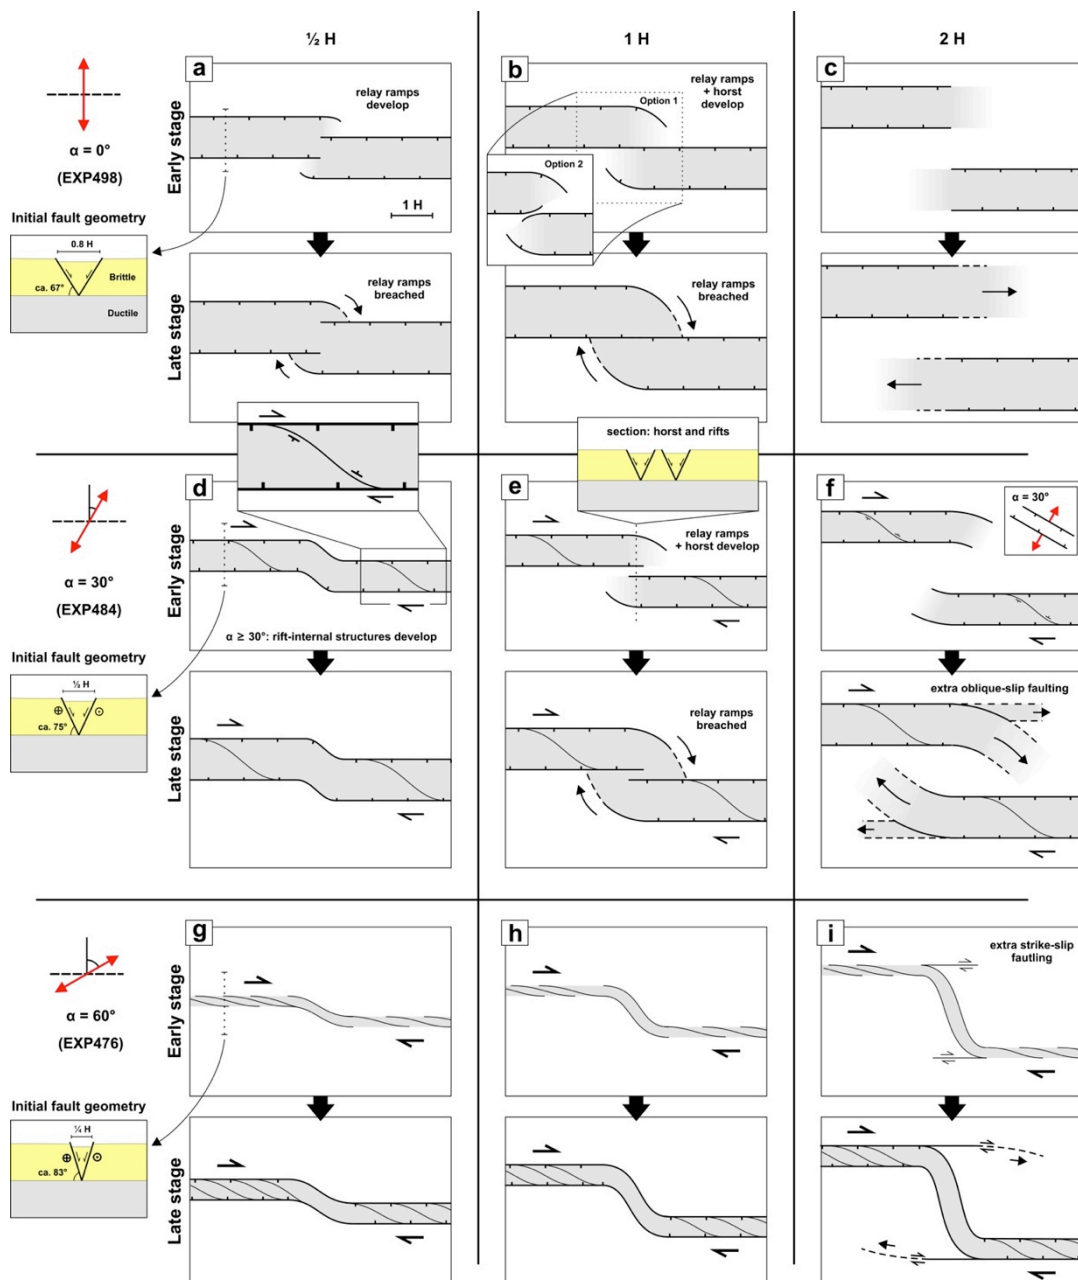 ½ H
1 H
2 H
α = 0°
(EXP498)
Initial fault geometry
0.8 H
Brittle
ca. 67°
Ductile
Early stage
a
relay ramps
develop
1 H
b
relay ramps
+ horst
develop
Option 1
Option 2
c
Late stage
relay ramps
breached
relay ramps
breached
section: horst and rifts
α = 30°
(EXP484)
Initial fault geometry
½ H
ca. 75°
Early stage
d
α ≥ 30°: rift-internal structures develop
e
relay ramps
+ horst develop
f
α = 30°
Late stage
relay ramps
breached
extra oblique-slip faulting
α = 60°
(EXP476)
Initial fault geometry
¼ H
ca. 83°
Early stage
g
h
i
extra strike-slip
fautling
Late stage